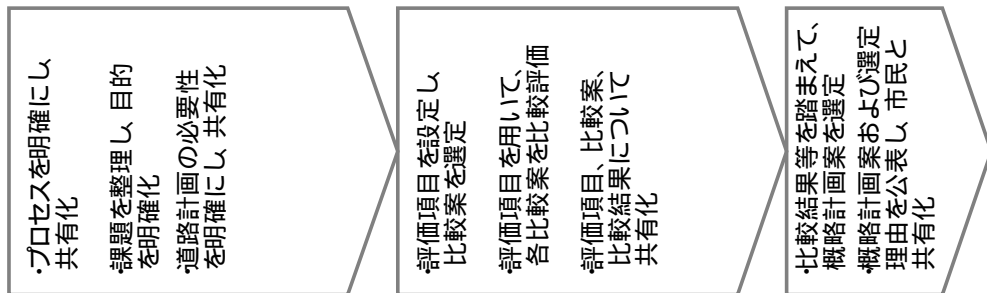 ･プロセスを明確にし、
共有化
･課題を整理し、目的
を明確化
･道路計画の必要性
を明確にし、共有化
･評価項目を設定し、
比較案を選定
･評価項目を用いて、
各比較案を比較評価
･評価項目、比較案、
比較結果について
共有化
･比較結果等を踏まえて、
概略計画案を選定
･概略計画案および選定
理由を公表し、市民と
共有化